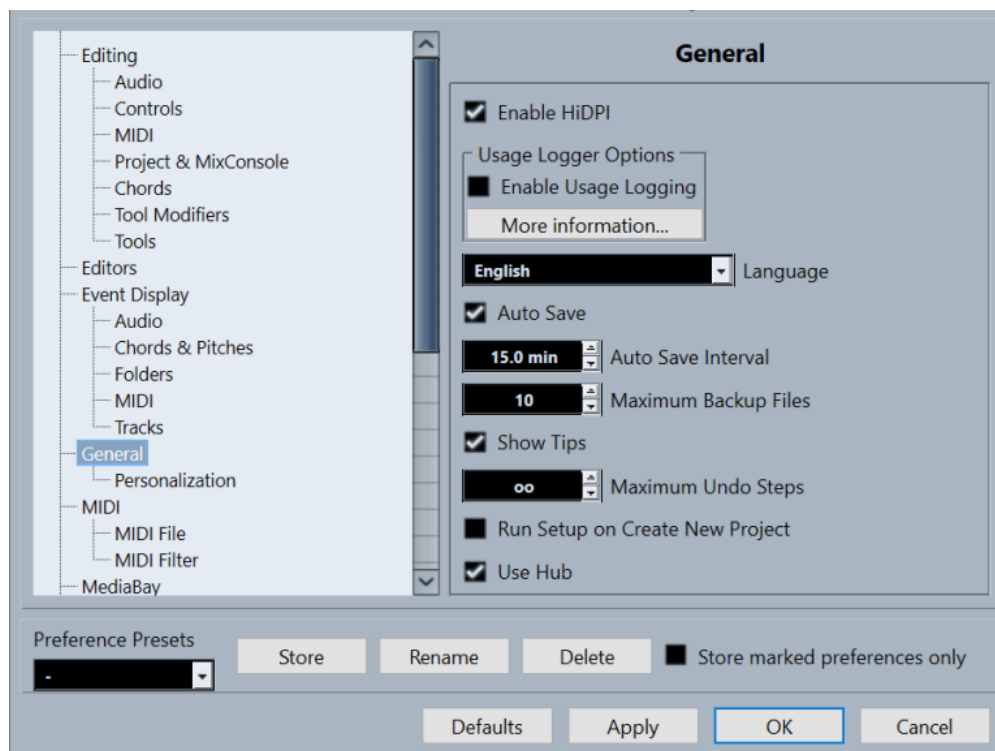 Editing
Audio
Controls
MIDI
Project & MixConsole
Chords
Tool Modifiers
Tools
Editors
Event Display
Audio
Chords & Pitches
Folders
MIDI
Tracks
General
Personalization
MIDI
MIDI File
MIDI Filter
MediaBay
General
Enable HiDPI
Usage Logger Options
Enable Usage Logging
More information...
English Language
Auto Save
15.0 min Auto Save Interval
10 Maximum Backup Files
Show Tips
oo Maximum Undo Steps
Run Setup on Create New Project
Use Hub
Preference Presets
-
Store Rename Delete Store marked preferences only
Defaults Apply OK Cancel